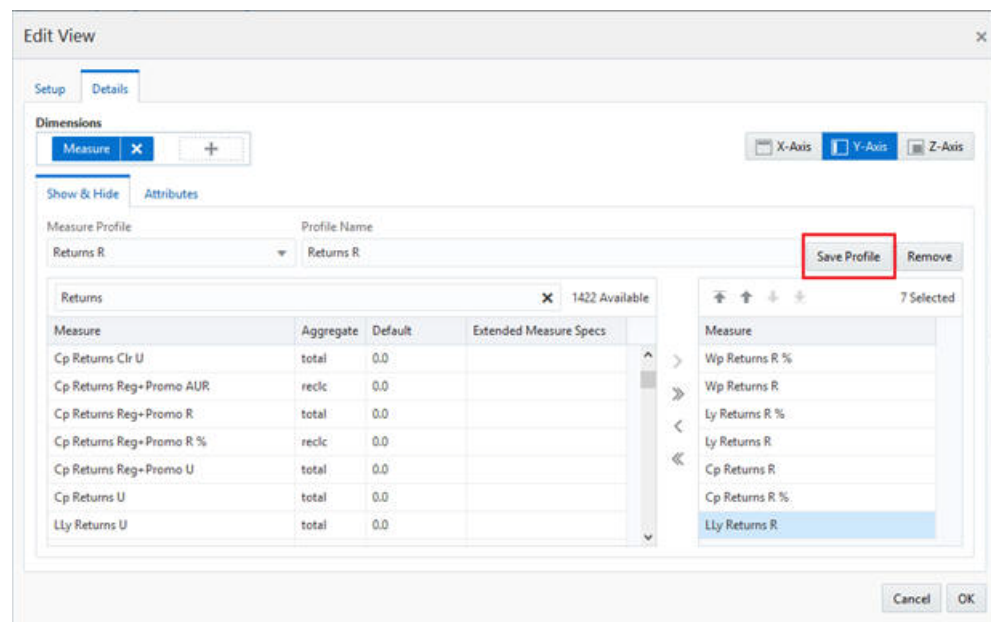 Edit View
Setup Details
Dimensions
Measure
X-Axis Y-Axis Z-Axis
Show & Hide Attributes
Measure Profile Profile Name
Returns R Returns R Save Profile Remove
Returns 1422 Available 7 Selected
Measure Aggregate Default Extended Measure Specs Measure
Cp Returns Clr U total 0.0 Wp Returns R %
Cp Returns Reg+Promo AUR reclc 0.0 Wp Returns R
Cp Returns Reg+Promo R total 0.0 Ly Returns R %
Cp Returns Reg+Promo R % reclc 0.0 Ly Returns R
Cp Returns Reg+Promo U total 0.0 Cp Returns R
Cp Returns U total 0.0 Cp Returns R %
LLy Returns U total 0.0 LLy Returns R
Cancel OK